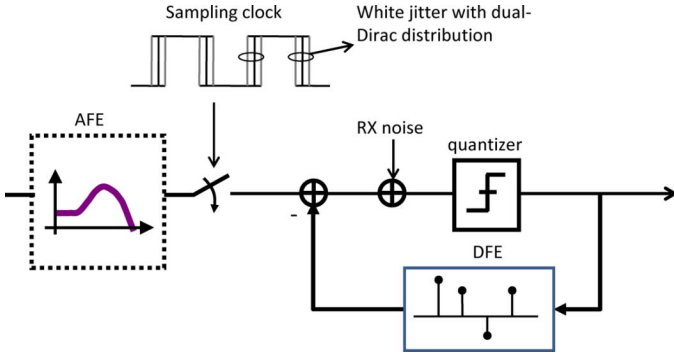 Sampling clock
White jitter with dual-
Dirac distribution
AFE
RX noise
quantizer
-
DFE